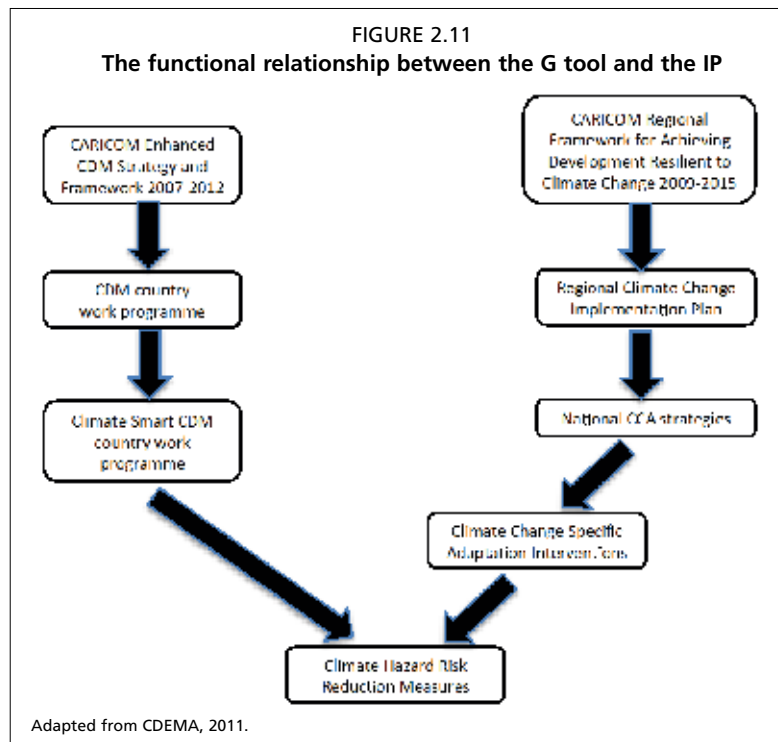 FIGURE 2.11
The functional relationship between the G tool and the IP
CARICOM Enhanced
CDM Strategy and
Framework 2007-2012
CDM country
work programme
Climate Smart CDM
country work
programme
CARICOM Regional
Framework for Achieving
Development Resilient to
Climate Change 2009-2015
Regional Climate Change
Implementation Plan
National CCA strategies
Climate Change Specific
Adaptation Interventions
Climate Hazard Risk
Reduction Measures
Adapted from CDEMA, 2011.